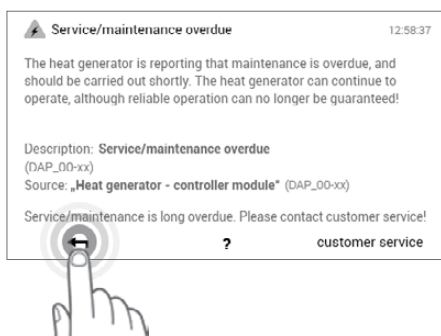 Service/maintenance overdue 12:58:37
The heat generator is reporting that maintenance is overdue, and
should be carried out shortly. The heat generator can continue to
operate, although reliable operation can no longer be guaranteed!
Description: Service/maintenance overdue
(DAP_00-xx)
Source: „Heat generator - controller module" (DAP_00-xx)
Service/maintenance is long overdue. Please contact customer service!
? customer service